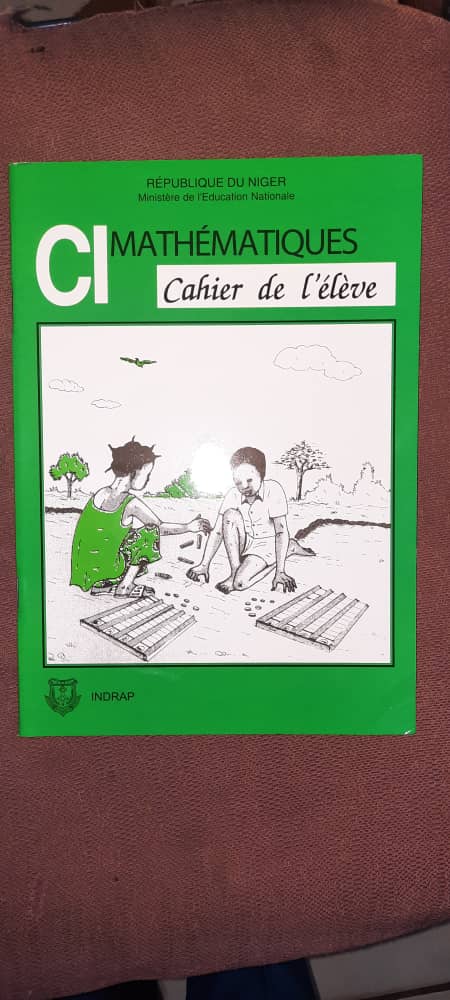 RÉPUBLIQUE DU NIGER
Ministère de l'Education Nationale
CI MATHÉMATIQUES
Cahier de l'élève
INDRAP